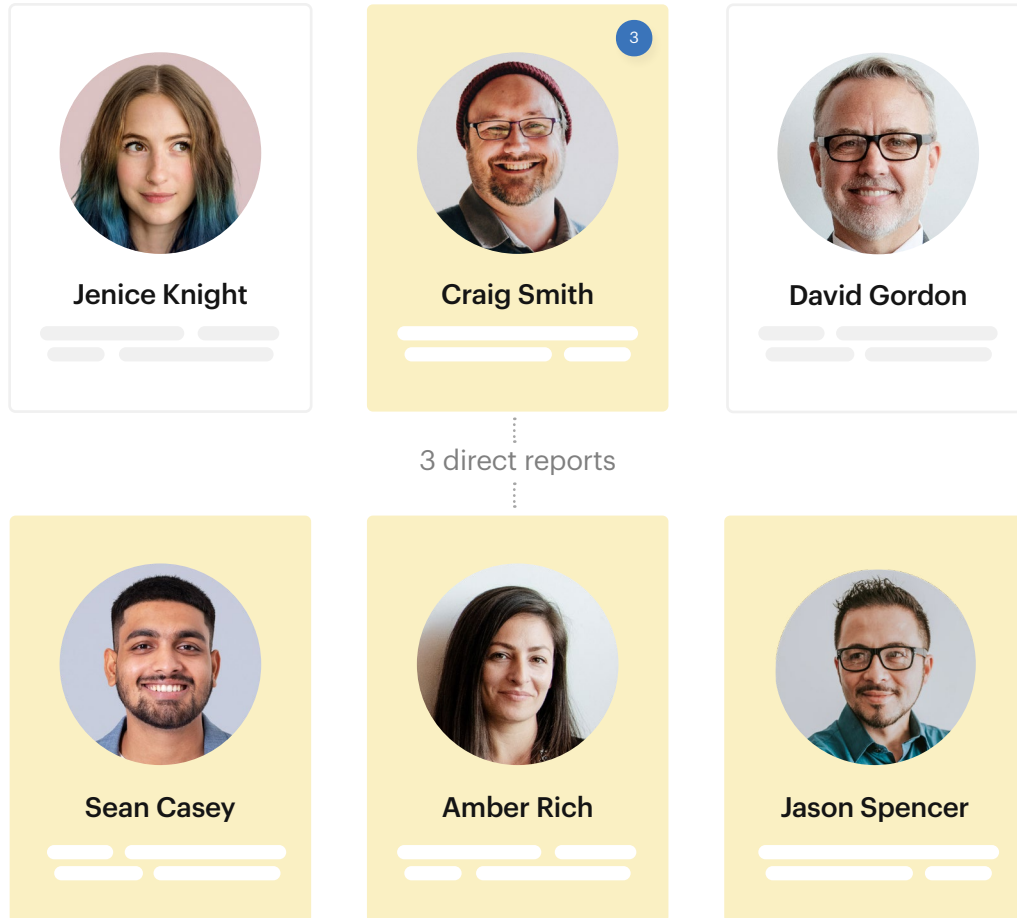 3
Jenice Knight
Craig Smith
David Gordon
3 direct reports
Sean Casey
Amber Rich
Jason Spencer